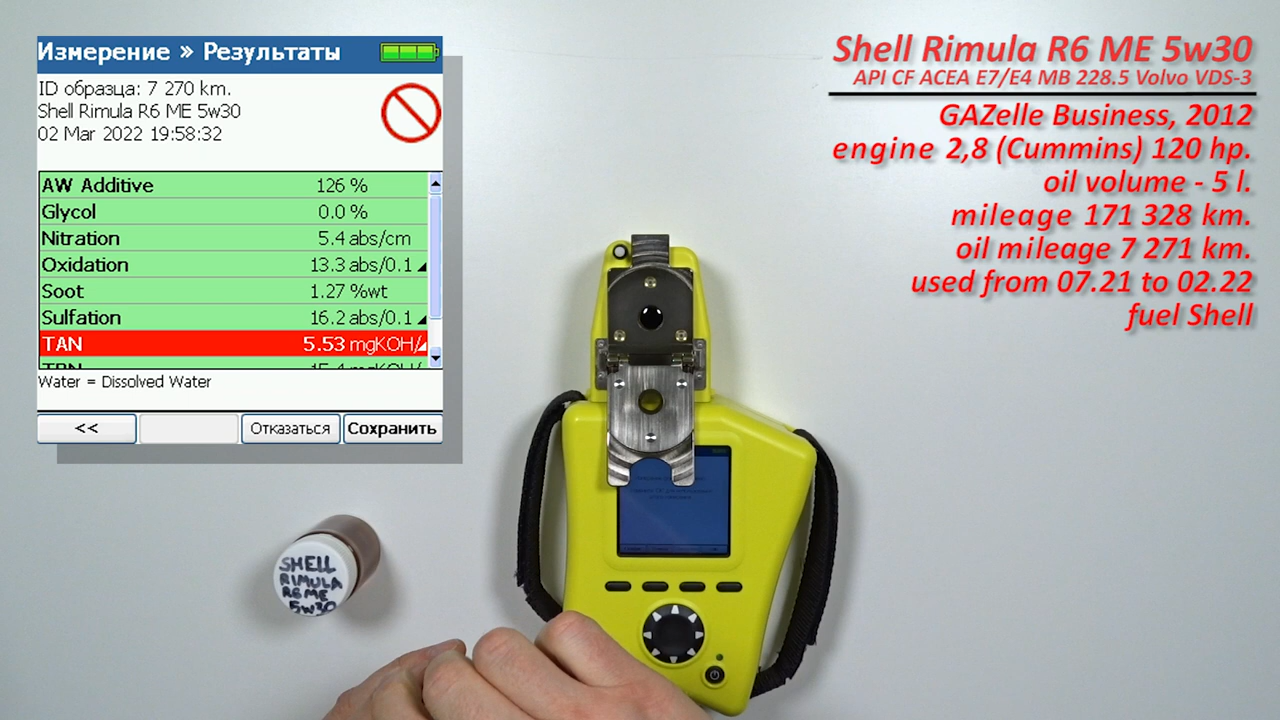 Измерение » Результаты
ID образца: 7 270 km.
Shell Rimula R6 ME 5w30
02 Mar 2022 19:58:32
AW Additive 126 %
Glycol 0.0 %
Nitration 5.4 abs/cm
Oxidation 13.3 abs/0.1
Soot 1.27 %wt
Sulfation 16.2 abs/0.1
TAN 5.53 mgKOH/
Water = Dissolved Water
<<
Отказаться
Сохранить
Shell Rimula R6 ME 5w30
API CF ACEA E7/E4 MB 228.5 Volvo VDS-3
GAZelle Business, 2012
engine 2,8 (Cummins) 120 hp.
oil volume - 5 l.
mileage 171 328 km.
oil mileage 7 271 km.
used from 07.21 to 02.22
fuel Shell
SHELL
RIMULA
R6 ME
5w30